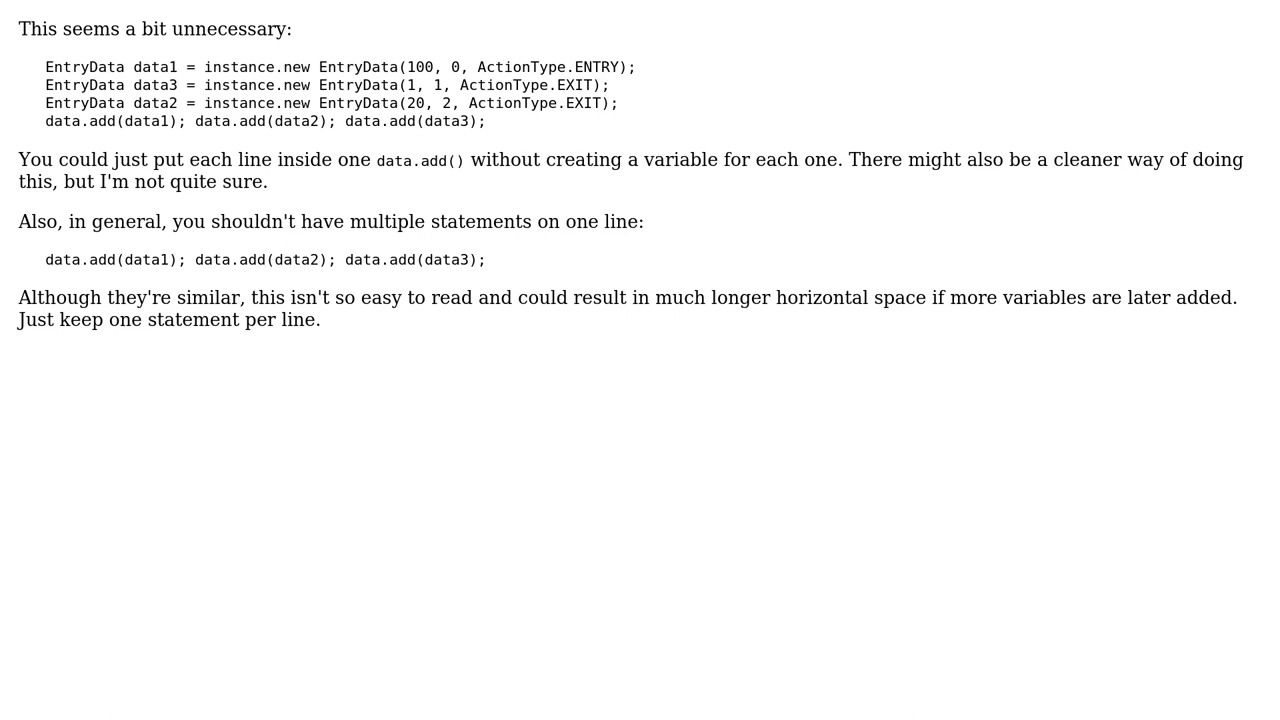 This seems a bit unnecessary:
EntryData data1 = instance.new EntryData(100, 0, ActionType.ENTRY);
EntryData data3 = instance.new EntryData(1, 1, ActionType.EXIT);
EntryData data2 = instance.new EntryData(20, 2, ActionType.EXIT);
data.add(data1); data.add(data2); data.add(data3);
You could just put each line inside one data.add() without creating a variable for each one. There might also be a cleaner way of doing
this, but I'm not quite sure.
Also, in general, you shouldn't have multiple statements on one line:
data.add(data1); data.add(data2); data.add(data3);
Although they're similar, this isn't so easy to read and could result in much longer horizontal space if more variables are later added.
Just keep one statement per line.